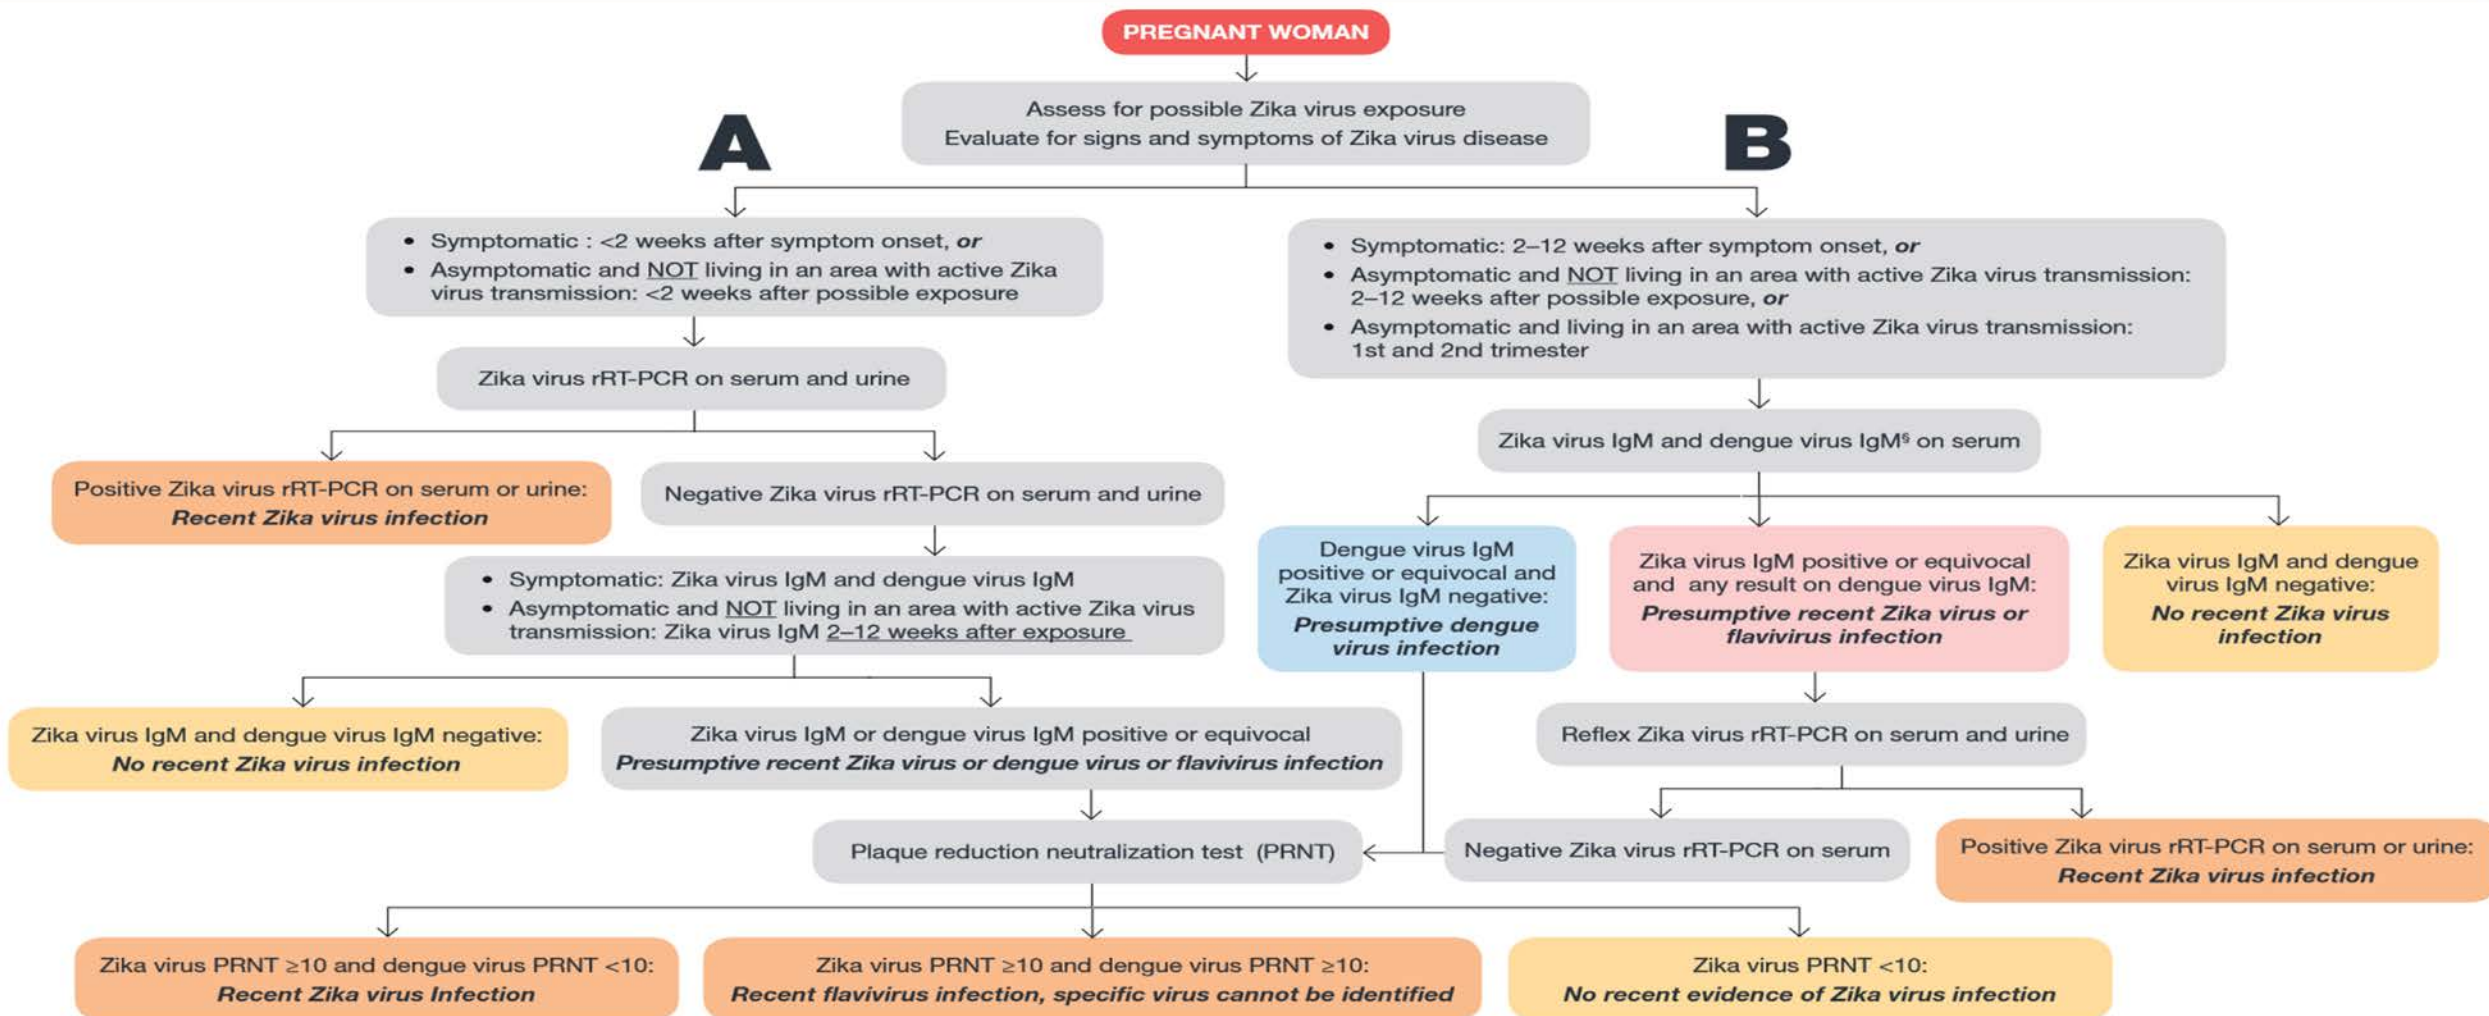 PREGNANT WOMAN
Assess for possible Zika virus exposure
Evaluate for signs and symptoms of Zika virus disease
A
B
• Symptomatic : <2 weeks after symptom onset, or
• Asymptomatic and NOT living in an area with active Zika
virus transmission: <2 weeks after possible exposure
• Symptomatic: 2–12 weeks after symptom onset, or
• Asymptomatic and NOT living in an area with active Zika virus transmission:
2–12 weeks after possible exposure, or
• Asymptomatic and living in an area with active Zika virus transmission:
1st and 2nd trimester
Zika virus rRT-PCR on serum and urine
Zika virus IgM and dengue virus IgM§ on serum
Positive Zika virus rRT-PCR on serum or urine:
Recent Zika virus infection
Negative Zika virus rRT-PCR on serum and urine
• Symptomatic: Zika virus IgM and dengue virus IgM
• Asymptomatic and NOT living in an area with active Zika virus
transmission: Zika virus IgM 2–12 weeks after exposure
Dengue virus IgM
positive or equivocal and
Zika virus IgM negative:
Presumptive dengue
virus infection
Zika virus IgM positive or equivocal
and any result on dengue virus IgM:
Presumptive recent Zika virus or
flavivirus infection
Zika virus IgM and dengue
virus IgM negative:
No recent Zika virus
infection
Zika virus IgM and dengue virus IgM negative:
No recent Zika virus infection
Zika virus IgM or dengue virus IgM positive or equivocal
Presumptive recent Zika virus or dengue virus or flavivirus infection
Reflex Zika virus rRT-PCR on serum and urine
Plaque reduction neutralization test (PRNT)
Negative Zika virus rRT-PCR on serum
Positive Zika virus rRT-PCR on serum or urine:
Recent Zika virus infection
Zika virus PRNT ≥10 and dengue virus PRNT <10:
Recent Zika virus Infection
Zika virus PRNT ≥10 and dengue virus PRNT ≥10:
Recent flavivirus infection, specific virus cannot be identified
Zika virus PRNT <10:
No recent evidence of Zika virus infection